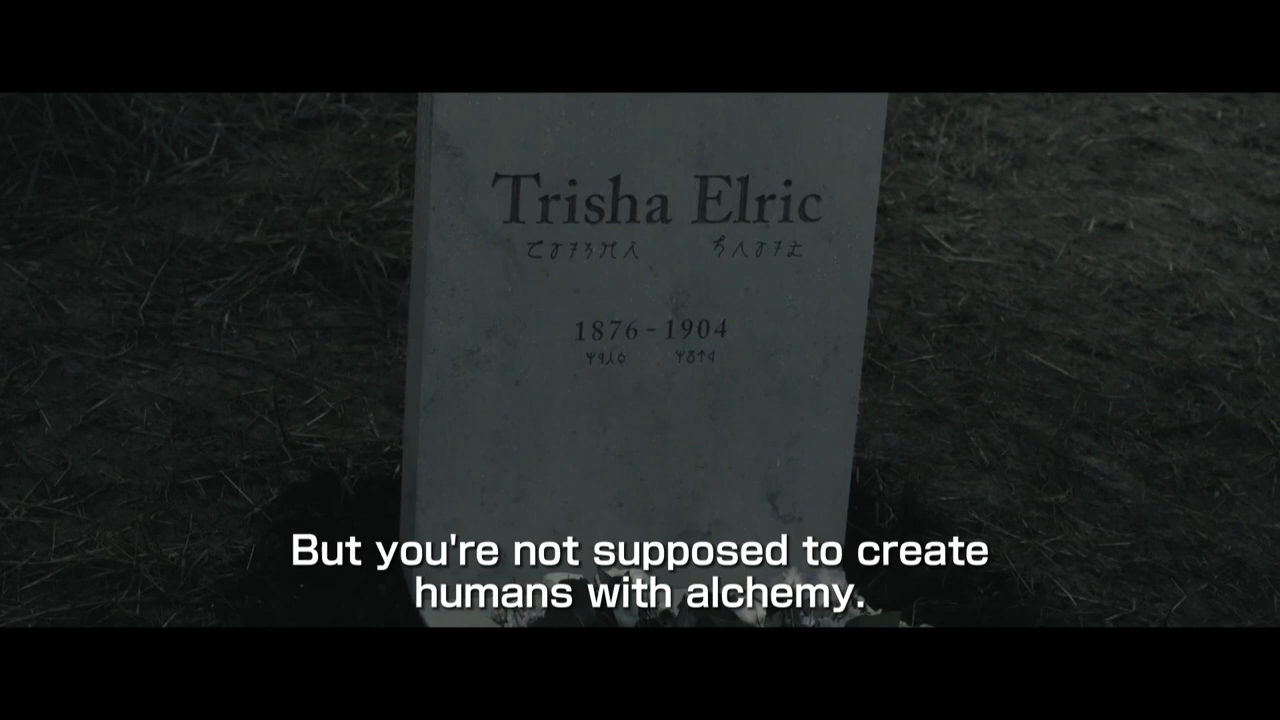 Trisha Elric
1876 - 1904
But you're not supposed to create
humans with alchemy.